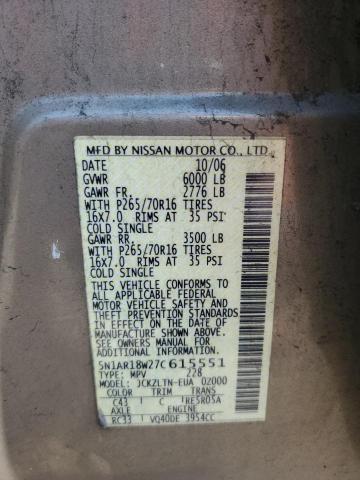 MFD BY NISSAN MOTOR CO., LTD.
DATE 10/06
GVWR 6000 LB
GAWR FR. 2776 LB
WITH P265/70R16 TIRES
16X7.0 RIMS AT 35 PSI
COLD SINGLE
GAWR RR. 3500 LB
WITH P265/70R16 TIRES
16X7.0 RIMS AT 35 PSI
COLD SINGLE
THIS VEHICLE CONFORMS TO
ALL APPLICABLE FEDERAL
MOTOR VEHICLE SAFETY AND
THEFT PREVENTION STANDARDS
IN EFFECT ON THE DATE OF
MANUFACTURE SHOWN ABOVE.
SEE OWNERS MANUAL FOR
ADDITIONAL INFORMATION.
5N1AR18W27C615551
TYPE: MPV 228
MODEL: JCKZLTN-EUA 02000
COLOR TRIM TRANS
C43 C RE5R05A
AXLE ENGINE
RC33 VQ40DE 3954CC